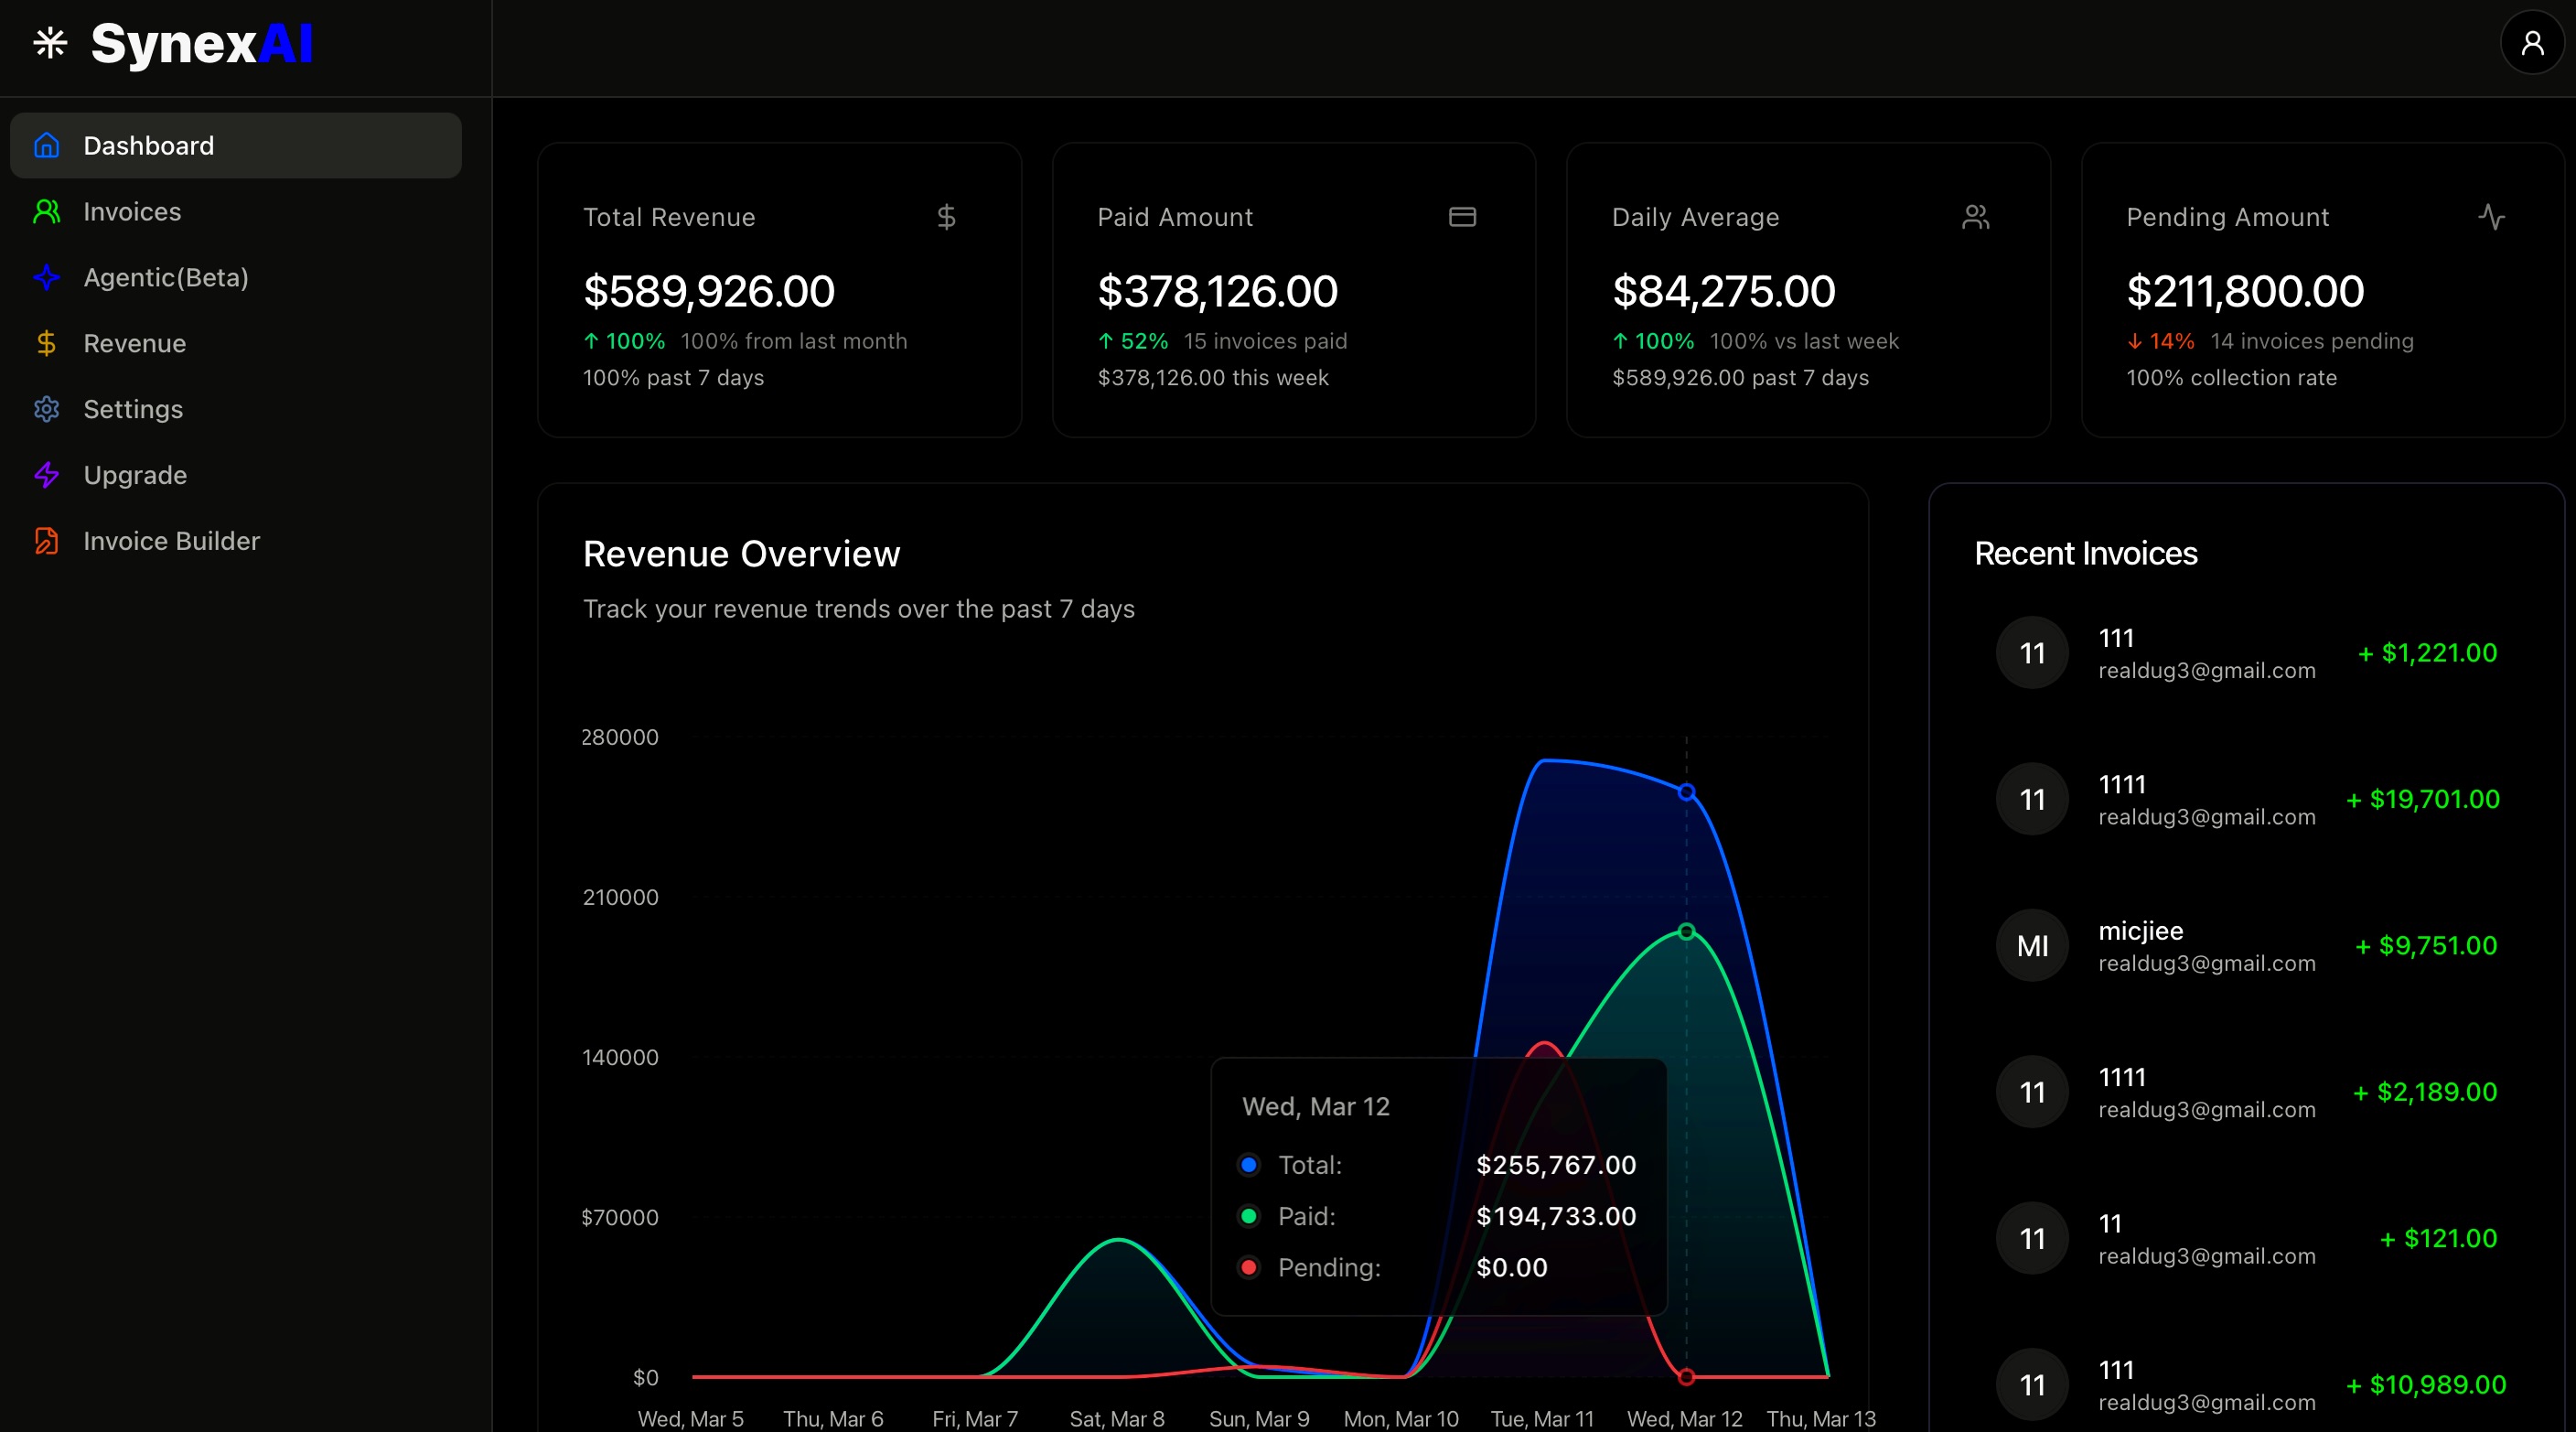 SynexAI
Dashboard
Invoices
Agentic(Beta)
Revenue
Settings
Upgrade
Invoice Builder
Total Revenue
$589,926.00
↑ 100% 100% from last month
100% past 7 days
Paid Amount
$378,126.00
↑ 52% 15 invoices paid
$378,126.00 this week
Daily Average
$84,275.00
↑ 100% 100% vs last week
$589,926.00 past 7 days
Pending Amount
$211,800.00
↓ 14% 14 invoices pending
100% collection rate
Revenue Overview
Track your revenue trends over the past 7 days
280000
210000
140000
$70000
$0
Wed, Mar 12
Total: $255,767.00
Paid: $194,733.00
Pending: $0.00
Wed, Mar 5 Thu, Mar 6 Fri, Mar 7 Sat, Mar 8 Sun, Mar 9 Mon, Mar 10 Tue, Mar 11 Wed, Mar 12 Thu, Mar 13
Recent Invoices
11 111 + $1,221.00
realdug3@gmail.com
11 1111 + $19,701.00
realdug3@gmail.com
MI micjiee + $9,751.00
realdug3@gmail.com
11 1111 + $2,189.00
realdug3@gmail.com
11 11 + $121.00
realdug3@gmail.com
11 111 + $10,989.00
realdug3@gmail.com